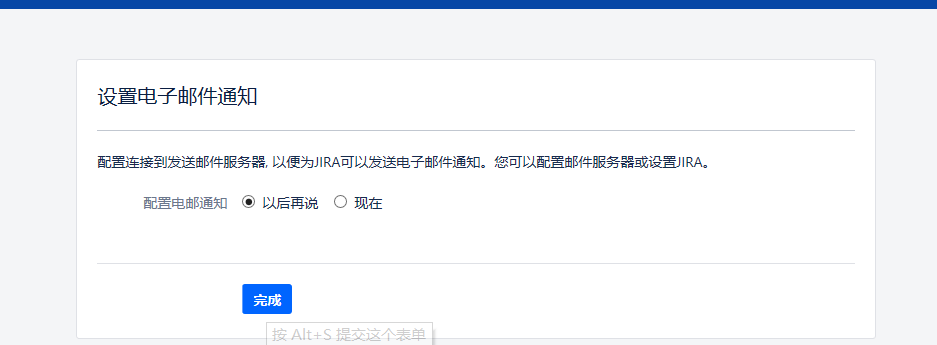 设置电子邮件通知
配置连接到发送邮件服务器, 以便为JIRA可以发送电子邮件通知。您可以配置邮件服务器或设置JIRA。
配置电邮通知 以后再说 现在
完成
按 Alt+S 提交这个表单